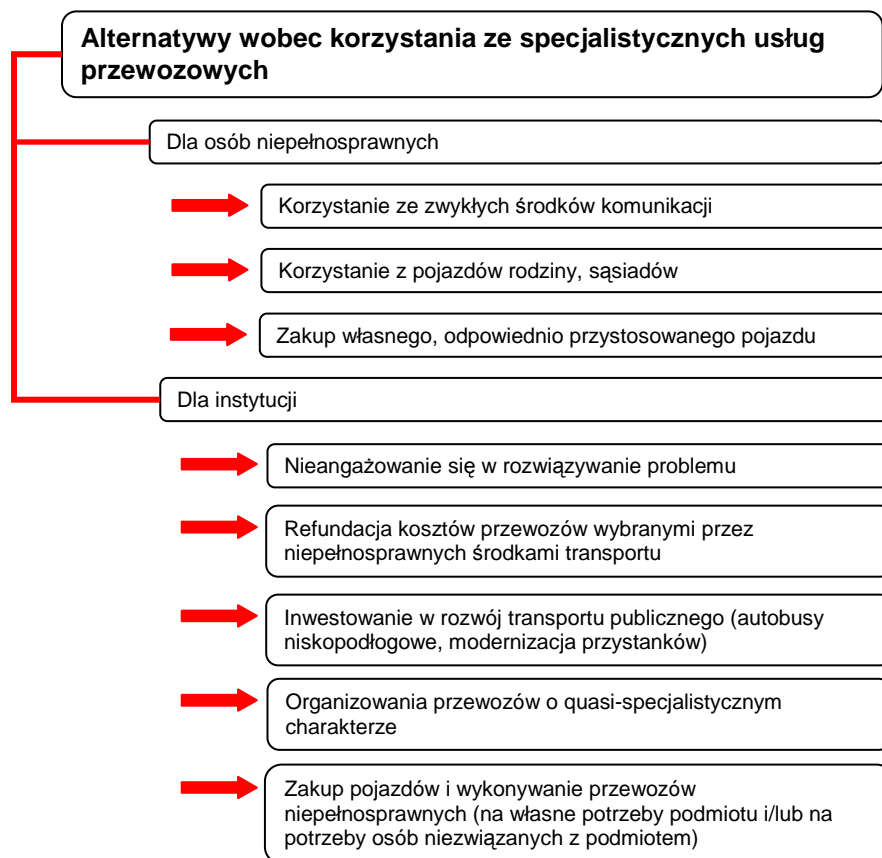 Alternatywy wobec korzystania ze specjalistycznych usług
przewozowych
Dla osób niepełnosprawnych
Korzystanie ze zwykłych środków komunikacji
Korzystanie z pojazdów rodziny, sąsiadów
Zakup własnego, odpowiednio przystosowanego pojazdu
Dla instytucji
Nieangażowanie się w rozwiązywanie problemu
Refundacja kosztów przewozów wybranymi przez
niepełnosprawnych środkami transportu
Inwestowanie w rozwój transportu publicznego (autobusy
niskopodłogowe, modernizacja przystanków)
Organizowania przewozów o quasi-specjalistycznym
charakterze
Zakup pojazdów i wykonywanie przewozów
niepełnosprawnych (na własne potrzeby podmiotu i/lub na
potrzeby osób niezwiązanych z podmiotem)